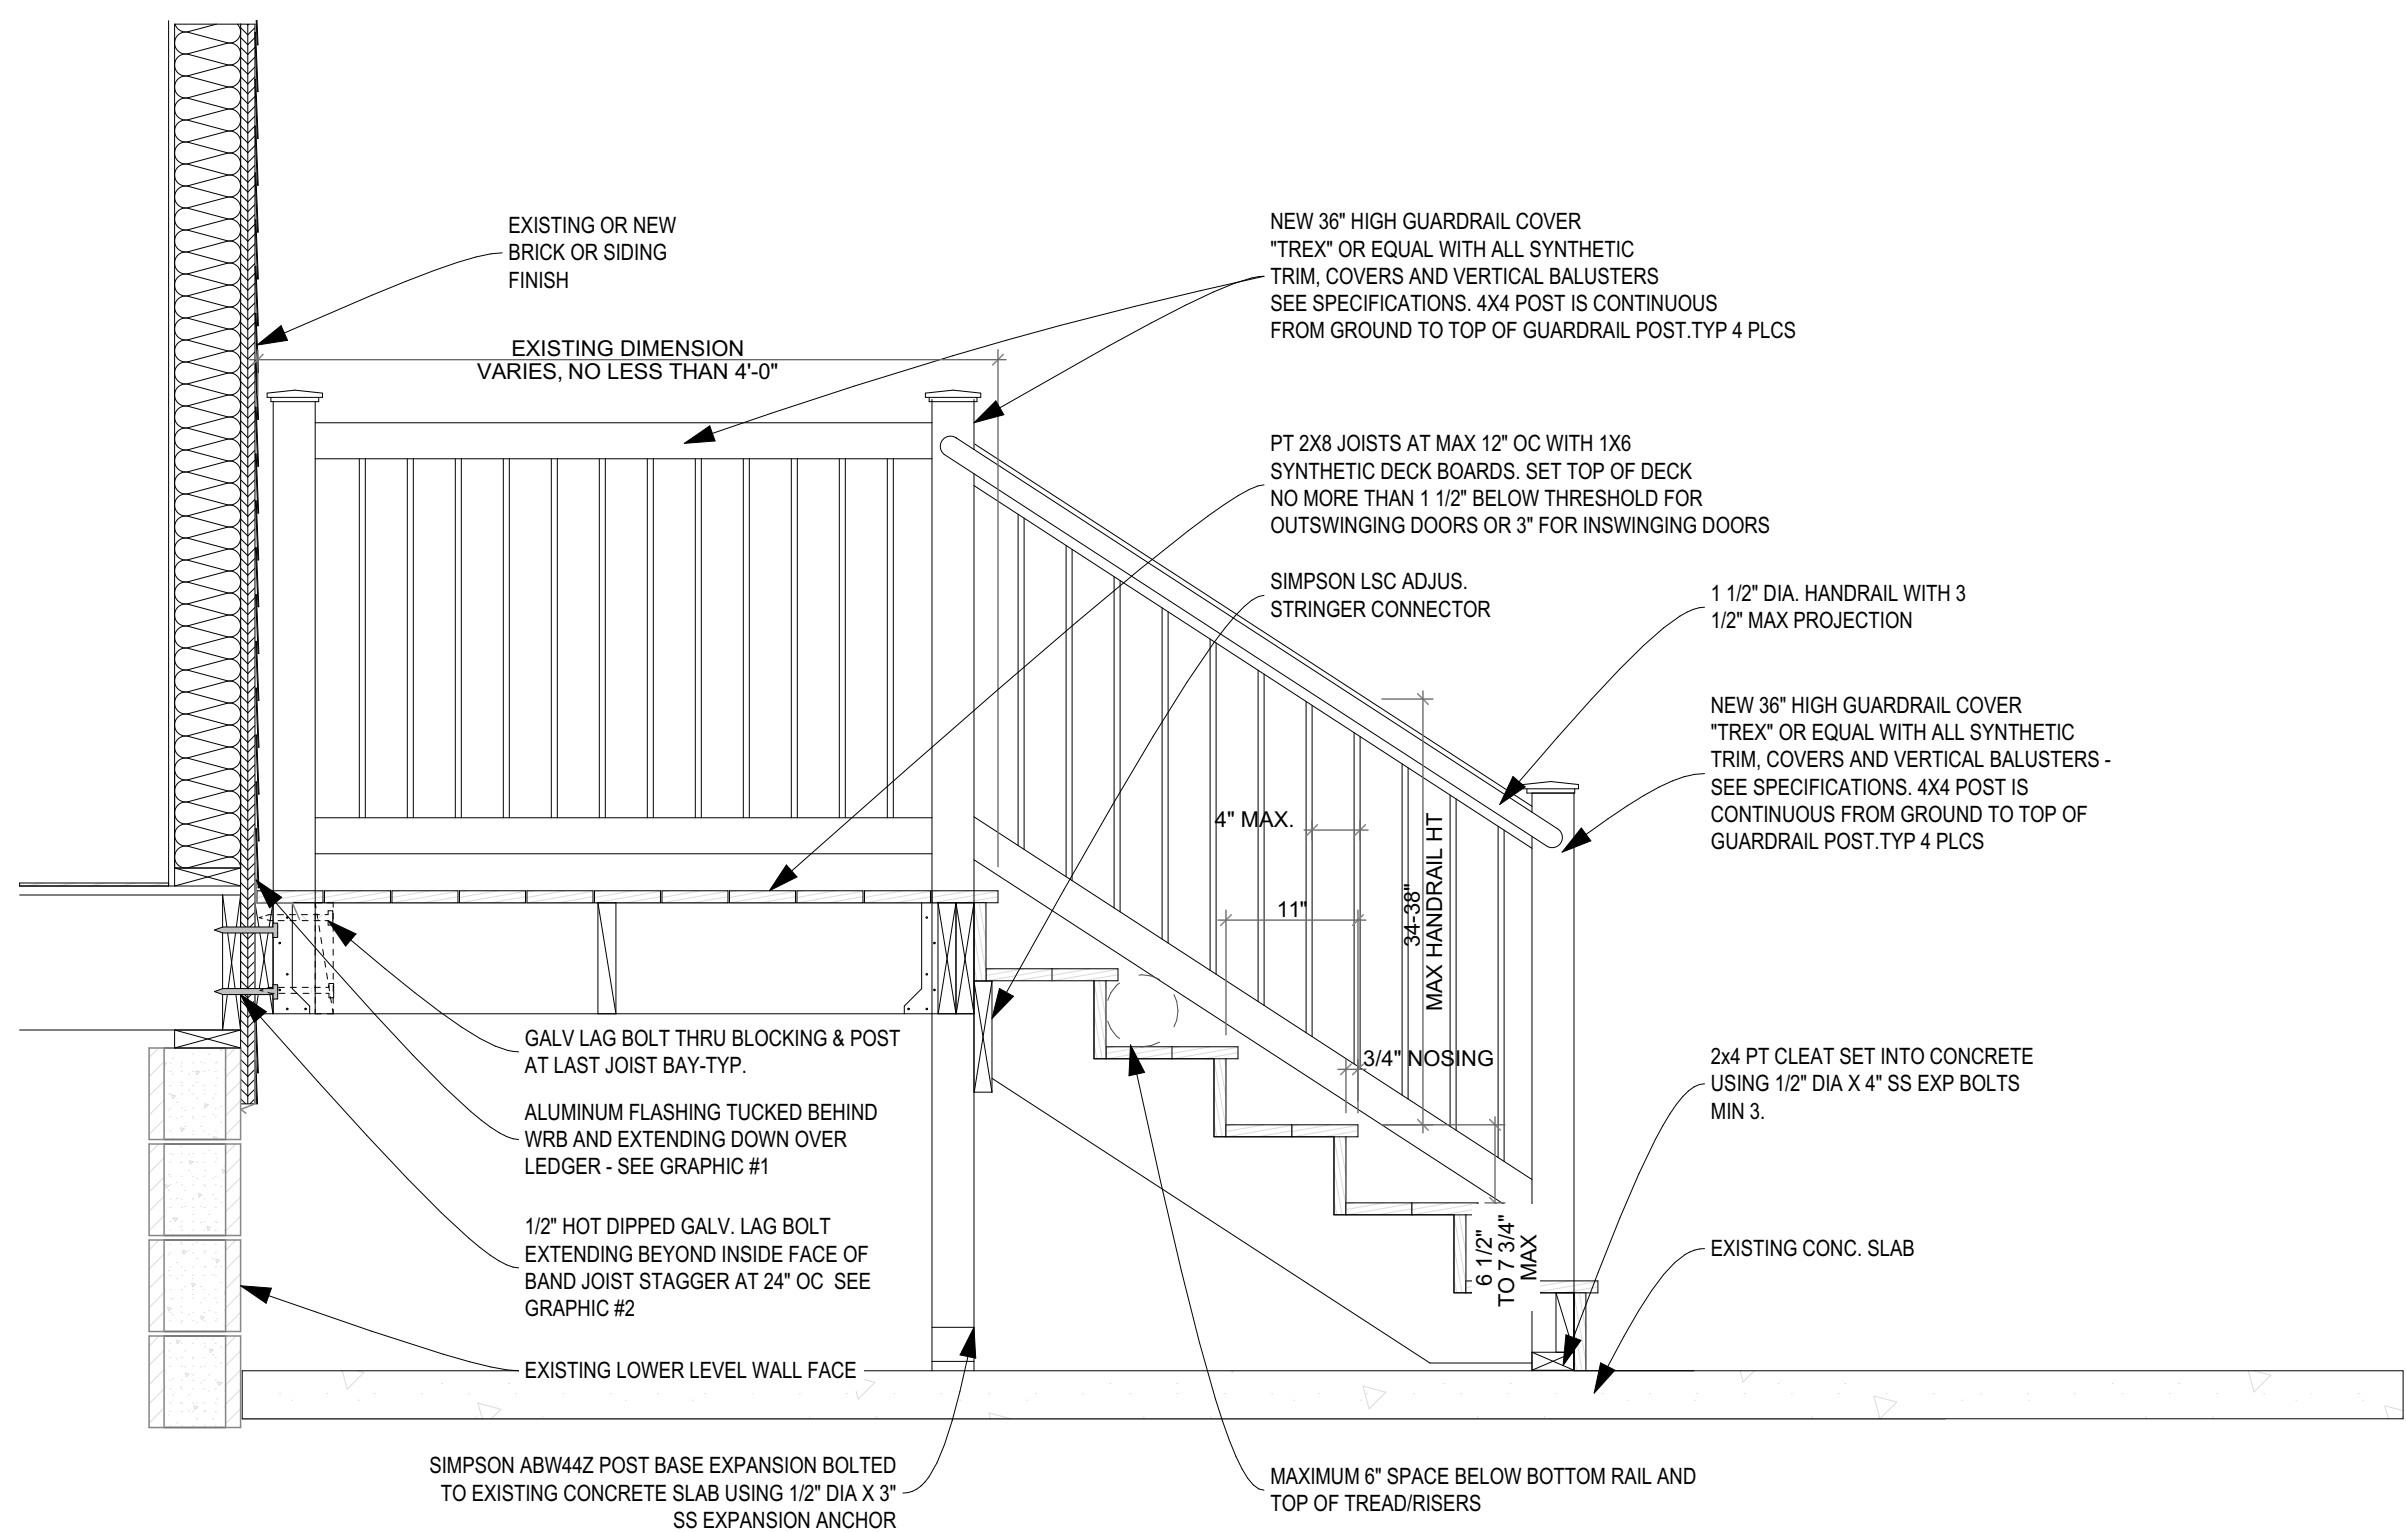 EXISTING OR NEW
BRICK OR SIDING
FINISH
EXISTING DIMENSION
VARIES, NO LESS THAN 4'-0"
NEW 36" HIGH GUARDRAIL COVER
"TREX" OR EQUAL WITH ALL SYNTHETIC
TRIM, COVERS AND VERTICAL BALUSTERS
SEE SPECIFICATIONS. 4X4 POST IS CONTINUOUS
FROM GROUND TO TOP OF GUARDRAIL POST.TYP 4 PLCS
PT 2X8 JOISTS AT MAX 12" OC WITH 1X6
SYNTHETIC DECK BOARDS. SET TOP OF DECK
NO MORE THAN 1 1/2" BELOW THRESHOLD FOR
OUTSWINGING DOORS OR 3" FOR INSWINGING DOORS
SIMPSON LSC ADJUS.
STRINGER CONNECTOR
1 1/2" DIA. HANDRAIL WITH 3
1/2" MAX PROJECTION
NEW 36" HIGH GUARDRAIL COVER
"TREX" OR EQUAL WITH ALL SYNTHETIC
TRIM, COVERS AND VERTICAL BALUSTERS -
SEE SPECIFICATIONS. 4X4 POST IS
CONTINUOUS FROM GROUND TO TOP OF
GUARDRAIL POST.TYP 4 PLCS
4" MAX.
11"
34-38"
MAX HANDRAIL HT
3/4" NOSING
6 1/2"
TO 7 3/4"
MAX
GALV LAG BOLT THRU BLOCKING & POST
AT LAST JOIST BAY-TYP.
ALUMINUM FLASHING TUCKED BEHIND
WRB AND EXTENDING DOWN OVER
LEDGER - SEE GRAPHIC #1
1/2" HOT DIPPED GALV. LAG BOLT
EXTENDING BEYOND INSIDE FACE OF
BAND JOIST STAGGER AT 24" OC SEE
GRAPHIC #2
EXISTING LOWER LEVEL WALL FACE
2x4 PT CLEAT SET INTO CONCRETE
USING 1/2" DIA X 4" SS EXP BOLTS
MIN 3.
EXISTING CONC. SLAB
SIMPSON ABW44Z POST BASE EXPANSION BOLTED
TO EXISTING CONCRETE SLAB USING 1/2" DIA X 3"
SS EXPANSION ANCHOR
MAXIMUM 6" SPACE BELOW BOTTOM RAIL AND
TOP OF TREAD/RISERS